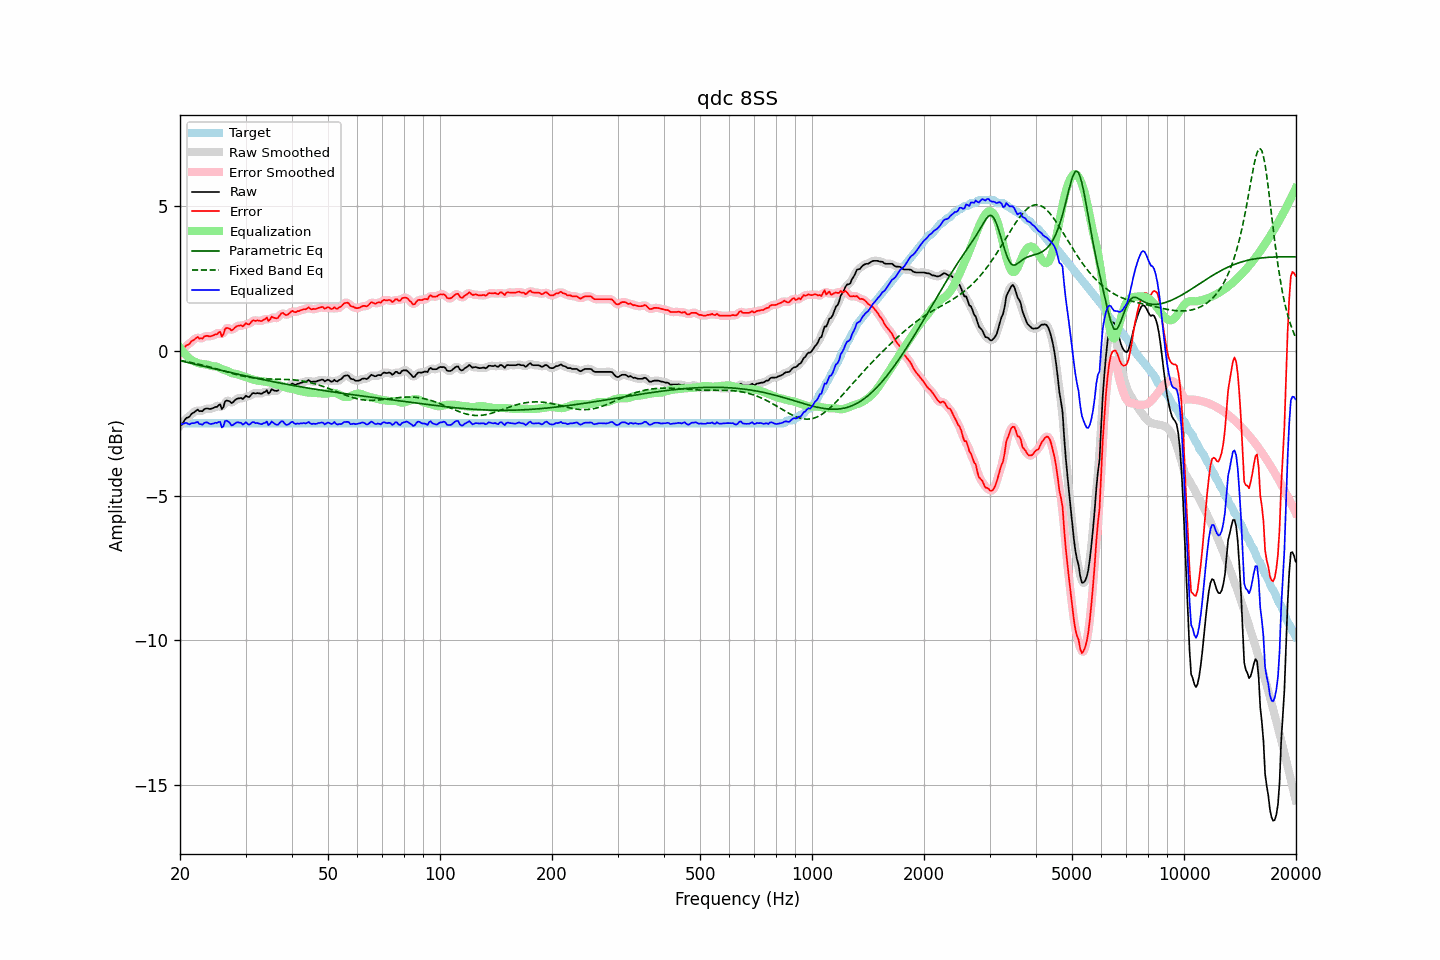 qdc 8SS
Target
Raw Smoothed
Error Smoothed
Raw
Error
Equalization
Parametric Eq
Fixed Band Eq
Equalized
5
0
−5
−10
−15
Amplitude (dBr)
20 50 100 200 500 1000 2000 5000 10000 20000
Frequency (Hz)